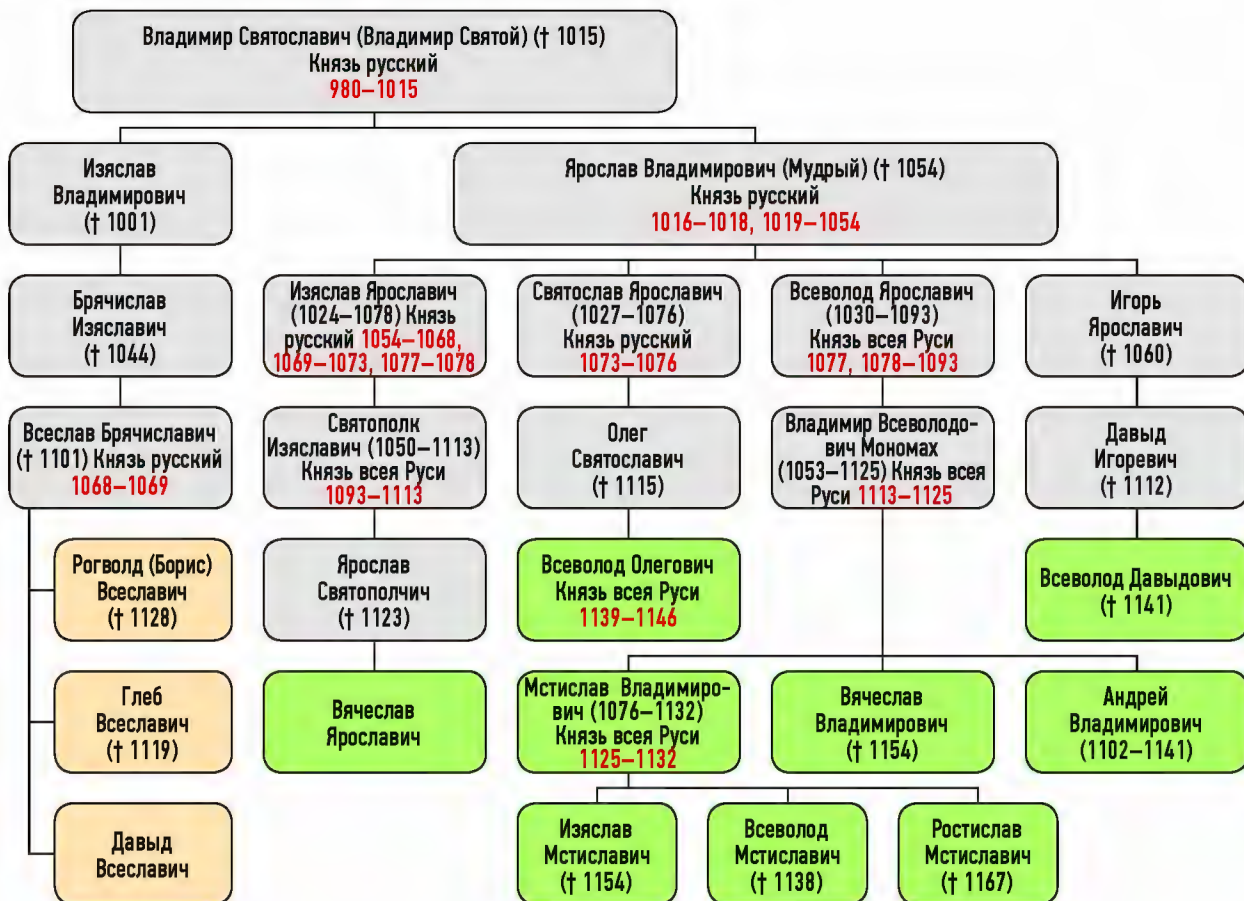 Владимир Святославич (Владимир Святой) († 1015)
Князь русский
980–1015
Изяслав
Владимирович
(† 1001)
Ярослав Владимирович (Мудрый) († 1054)
Князь русский
1016–1018, 1019–1054
Брячислав
Изяславич
(† 1044)
Изяслав Ярославич
(1024–1078) Князь
русский 1054–1068,
1069–1073, 1077–1078
Святослав Ярославич
(1027–1076)
Князь русский
1073–1076
Всеволод Ярославич
(1030–1093)
Князь всея Руси
1077, 1078–1093
Игорь
Ярославич
(† 1060)
Всеслав Брячиславич
(† 1101) Князь русский
1068–1069
Святополк
Изяславич (1050–1113)
Князь всея Руси
1093–1113
Олег
Святославич
(† 1115)
Владимир Всеволодо-
вич Мономах
(1053–1125) Князь всея
Руси 1113–1125
Давыд
Игоревич
(† 1112)
Рогволд (Борис)
Всеславич
(† 1128)
Ярослав
Святополчич
(† 1123)
Всеволод Олегович
Князь всея Руси
1139–1146
Всеволод Давыдович
(† 1141)
Глеб
Всеславич
(† 1119)
Вячеслав
Ярославич
Мстислав Владимиро-
вич (1076–1132)
Князь всея Руси
1125–1132
Вячеслав
Владимирович
(† 1154)
Андрей
Владимирович
(1102–1141)
Давыд
Всеславич
Изяслав
Мстиславич
(† 1154)
Всеволод
Мстиславич
(† 1138)
Ростислав
Мстиславич
(† 1167)